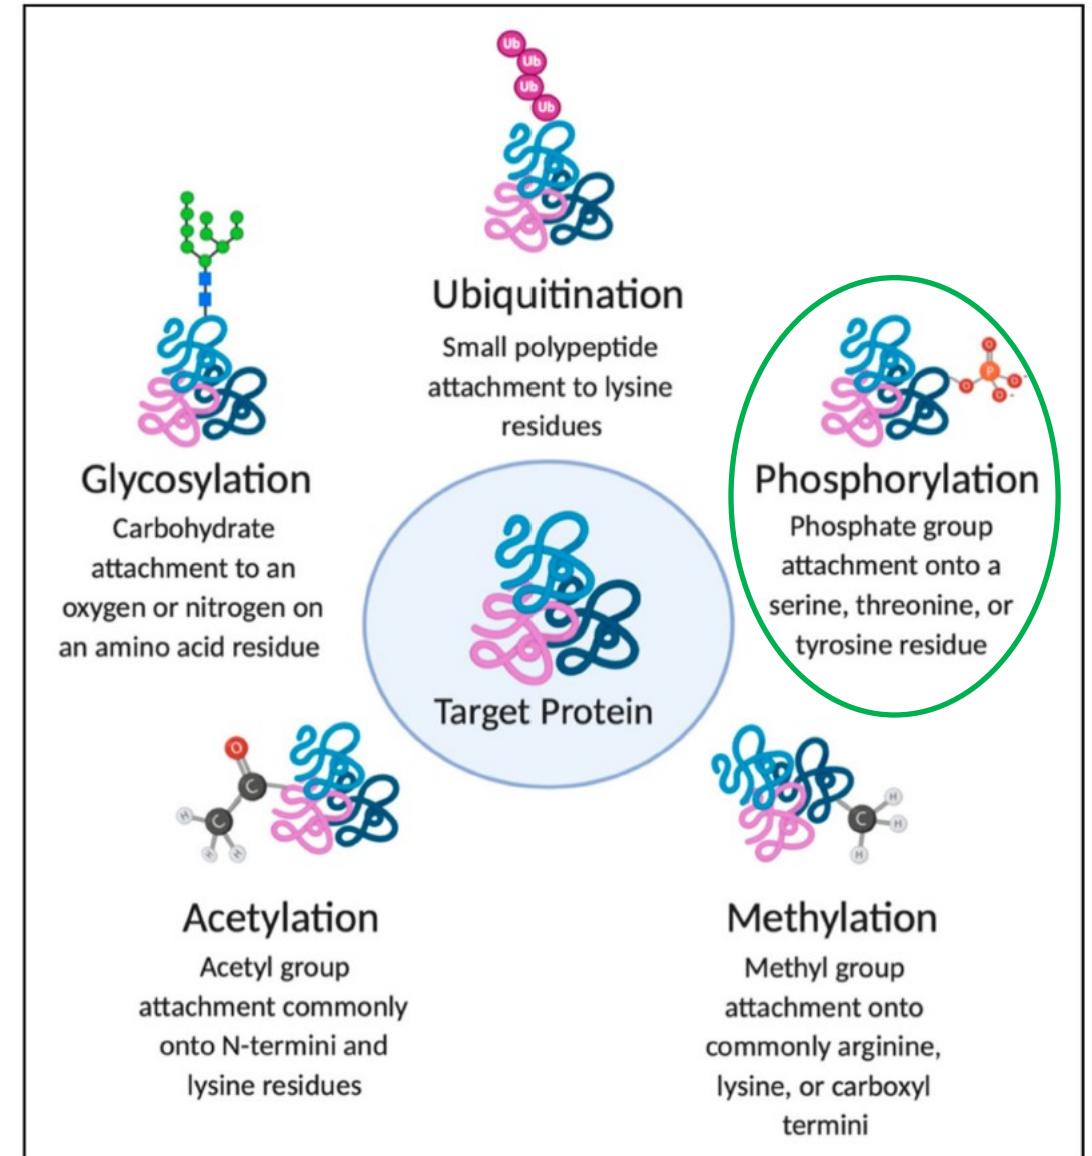 Ub
Ub
Ub
Ub
Ubiquitination
Small polypeptide
attachment to lysine
residues
Glycosylation
Carbohydrate
attachment to an
oxygen or nitrogen on
an amino acid residue
O
P
O
O-
O-
Phosphorylation
Phosphate group
attachment onto a
serine, threonine, or
tyrosine residue
Target Protein
O
C
H
C
H
H
Acetylation
Acetyl group
attachment commonly
onto N-termini and
lysine residues
H
C
H
H
Methylation
Methyl group
attachment onto
commonly arginine,
lysine, or carboxyl
termini